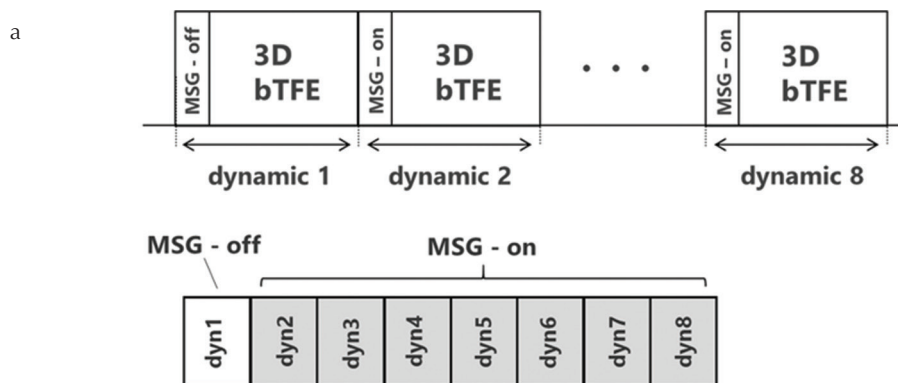 a
MSG - off
3D
bTFE
MSG – on
3D
bTFE
• • •
MSG – on
3D
bTFE
dynamic 1
dynamic 2
dynamic 8
MSG - off
MSG - on
dyn1
dyn2
dyn3
dyn4
dyn5
dyn6
dyn7
dyn8